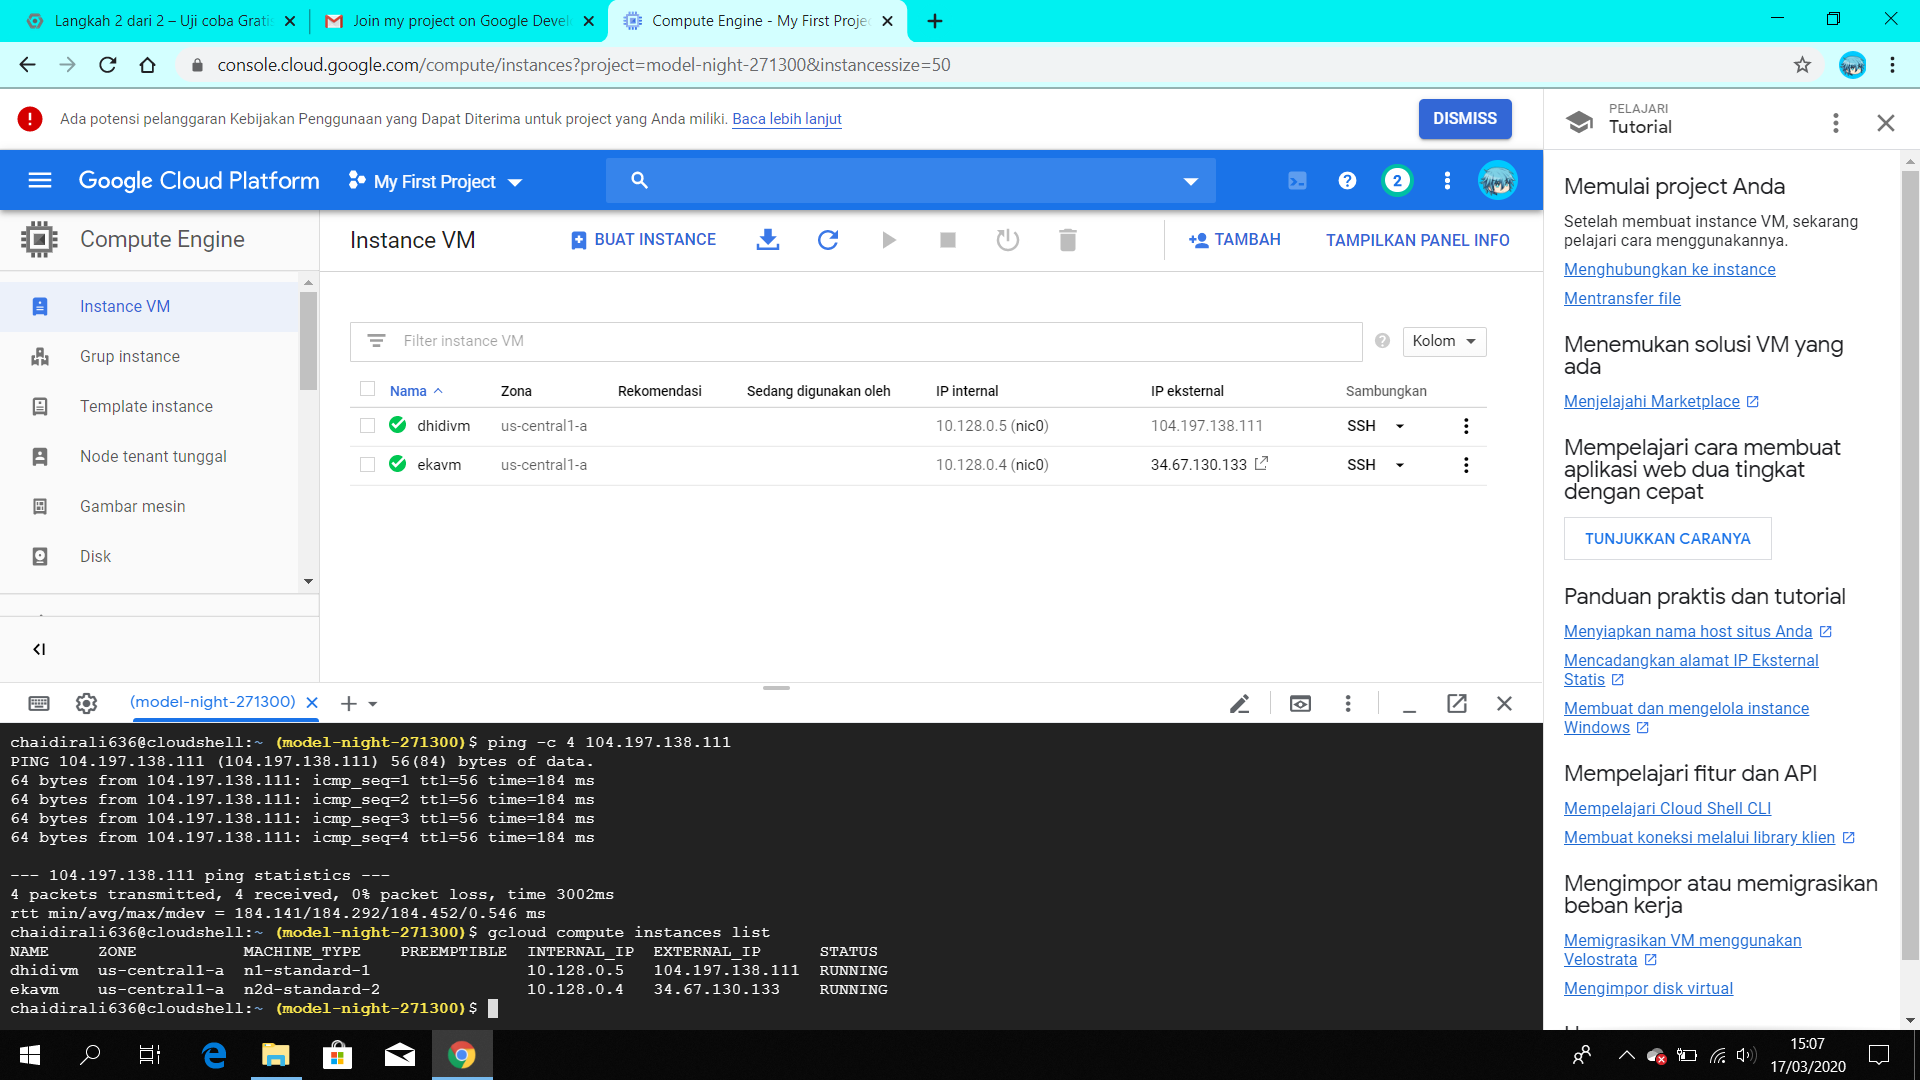 Langkah 2 dari 2 – Uji coba Gratis
Join my project on Google Devel
Compute Engine - My First Projec
console.cloud.google.com/compute/instances?project=model-night-271300&instancessize=50
Ada potensi pelanggaran Kebijakan Penggunaan yang Dapat Diterima untuk project yang Anda miliki. Baca lebih lanjut
DISMISS
Google Cloud Platform
My First Project
2
Compute Engine
Instance VM
Grup instance
Template instance
Node tenant tunggal
Gambar mesin
Disk
Instance VM
BUAT INSTANCE
TAMBAH
TAMPILKAN PANEL INFO
Filter instance VM
Kolom
Nama Zona Rekomendasi Sedang digunakan oleh IP internal IP eksternal Sambungkan
dhidivm us-central1-a 10.128.0.5 (nic0) 104.197.138.111 SSH
ekavm us-central1-a 10.128.0.4 (nic0) 34.67.130.133 SSH
PELAJARI
Tutorial
Memulai project Anda
Setelah membuat instance VM, sekarang
pelajari cara menggunakannya.
Menghubungkan ke instance
Mentransfer file
Menemukan solusi VM yang
ada
Menjelajahi Marketplace
Mempelajari cara membuat
aplikasi web dua tingkat
dengan cepat
TUNJUKKAN CARANYA
Panduan praktis dan tutorial
Menyiapkan nama host situs Anda
Mencadangkan alamat IP Eksternal
Statis
Membuat dan mengelola instance
Windows
Mempelajari fitur dan API
Mempelajari Cloud Shell CLI
Membuat koneksi melalui library klien
Mengimpor atau memigrasikan
beban kerja
Memigrasikan VM menggunakan
Velostrata
Mengimpor disk virtual
(model-night-271300)
chaidirali636@cloudshell:~ (model-night-271300)$ ping -c 4 104.197.138.111
PING 104.197.138.111 (104.197.138.111) 56(84) bytes of data.
64 bytes from 104.197.138.111: icmp_seq=1 ttl=56 time=184 ms
64 bytes from 104.197.138.111: icmp_seq=2 ttl=56 time=184 ms
64 bytes from 104.197.138.111: icmp_seq=3 ttl=56 time=184 ms
64 bytes from 104.197.138.111: icmp_seq=4 ttl=56 time=184 ms
--- 104.197.138.111 ping statistics ---
4 packets transmitted, 4 received, 0% packet loss, time 3002ms
rtt min/avg/max/mdev = 184.141/184.292/184.452/0.546 ms
chaidirali636@cloudshell:~ (model-night-271300)$ gcloud compute instances list
NAME ZONE MACHINE_TYPE PREEMPTIBLE INTERNAL_IP EXTERNAL_IP STATUS
dhidivm us-central1-a n1-standard-1 10.128.0.5 104.197.138.111 RUNNING
ekavm us-central1-a n2d-standard-2 10.128.0.4 34.67.130.133 RUNNING
chaidirali636@cloudshell:~ (model-night-271300)$
15:07
17/03/2020